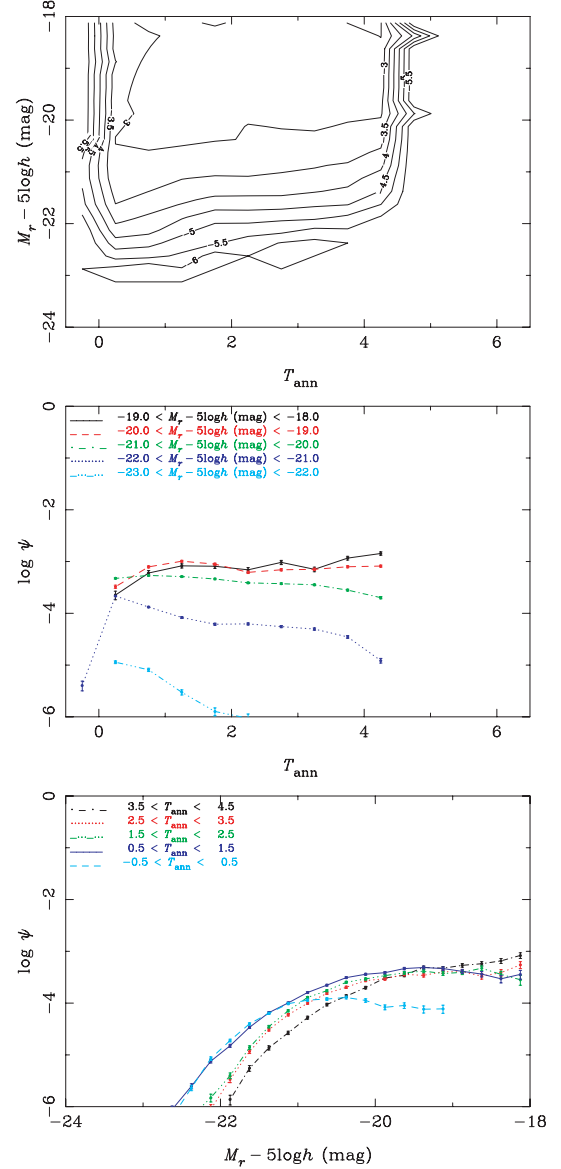 −18
−20
−22
−24
M_r − 5logh (mag)
−3
−3.5
−4
−4.5
−5
−5.5
−6
−3
−3.5
−5.5
0 2 4 6
T_ann
0
−2
−4
−6
log ψ
−19.0 < M_r − 5logh (mag) < −18.0
−20.0 < M_r − 5logh (mag) < −19.0
−21.0 < M_r − 5logh (mag) < −20.0
−22.0 < M_r − 5logh (mag) < −21.0
−23.0 < M_r − 5logh (mag) < −22.0
0 2 4 6
T_ann
0
−2
−4
−6
log ψ
3.5 < T_ann < 4.5
2.5 < T_ann < 3.5
1.5 < T_ann < 2.5
0.5 < T_ann < 1.5
−0.5 < T_ann < 0.5
−24 −22 −20 −18
M_r − 5logh (mag)